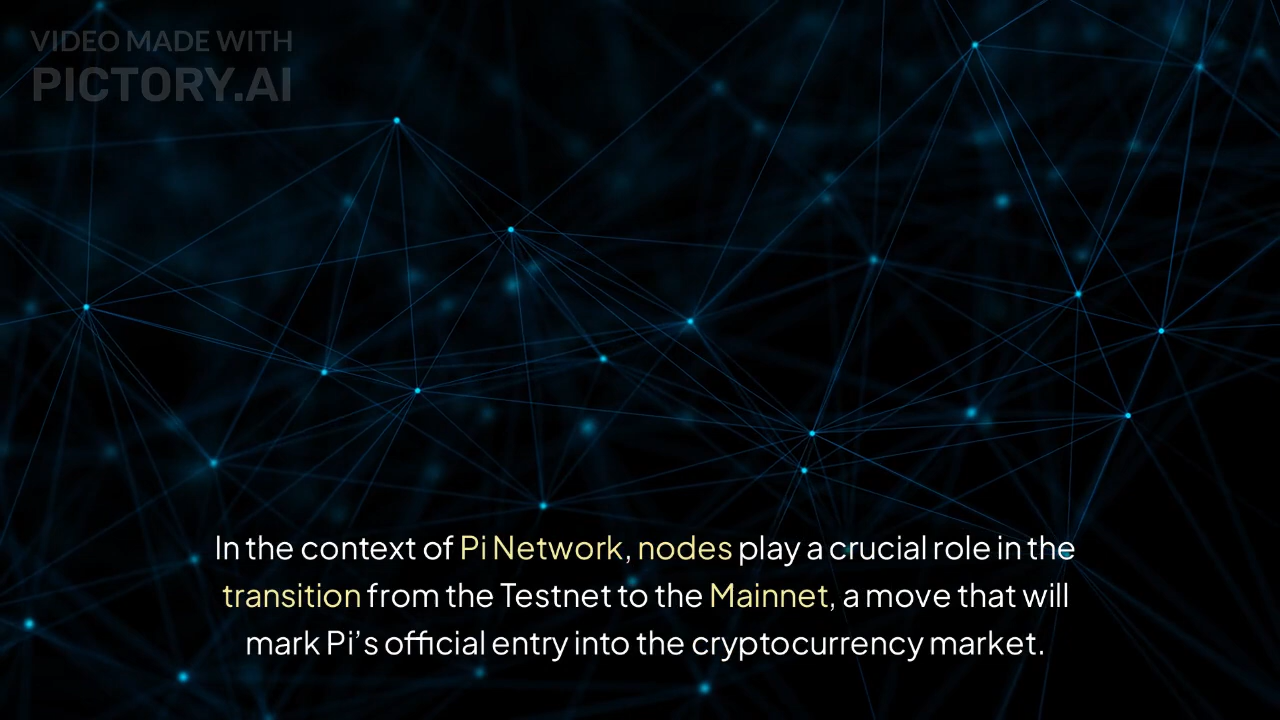 VIDEO MADE WITH
PICTORY.AI
In the context of Pi Network, nodes play a crucial role in the
transition from the Testnet to the Mainnet, a move that will
mark Pi’s official entry into the cryptocurrency market.